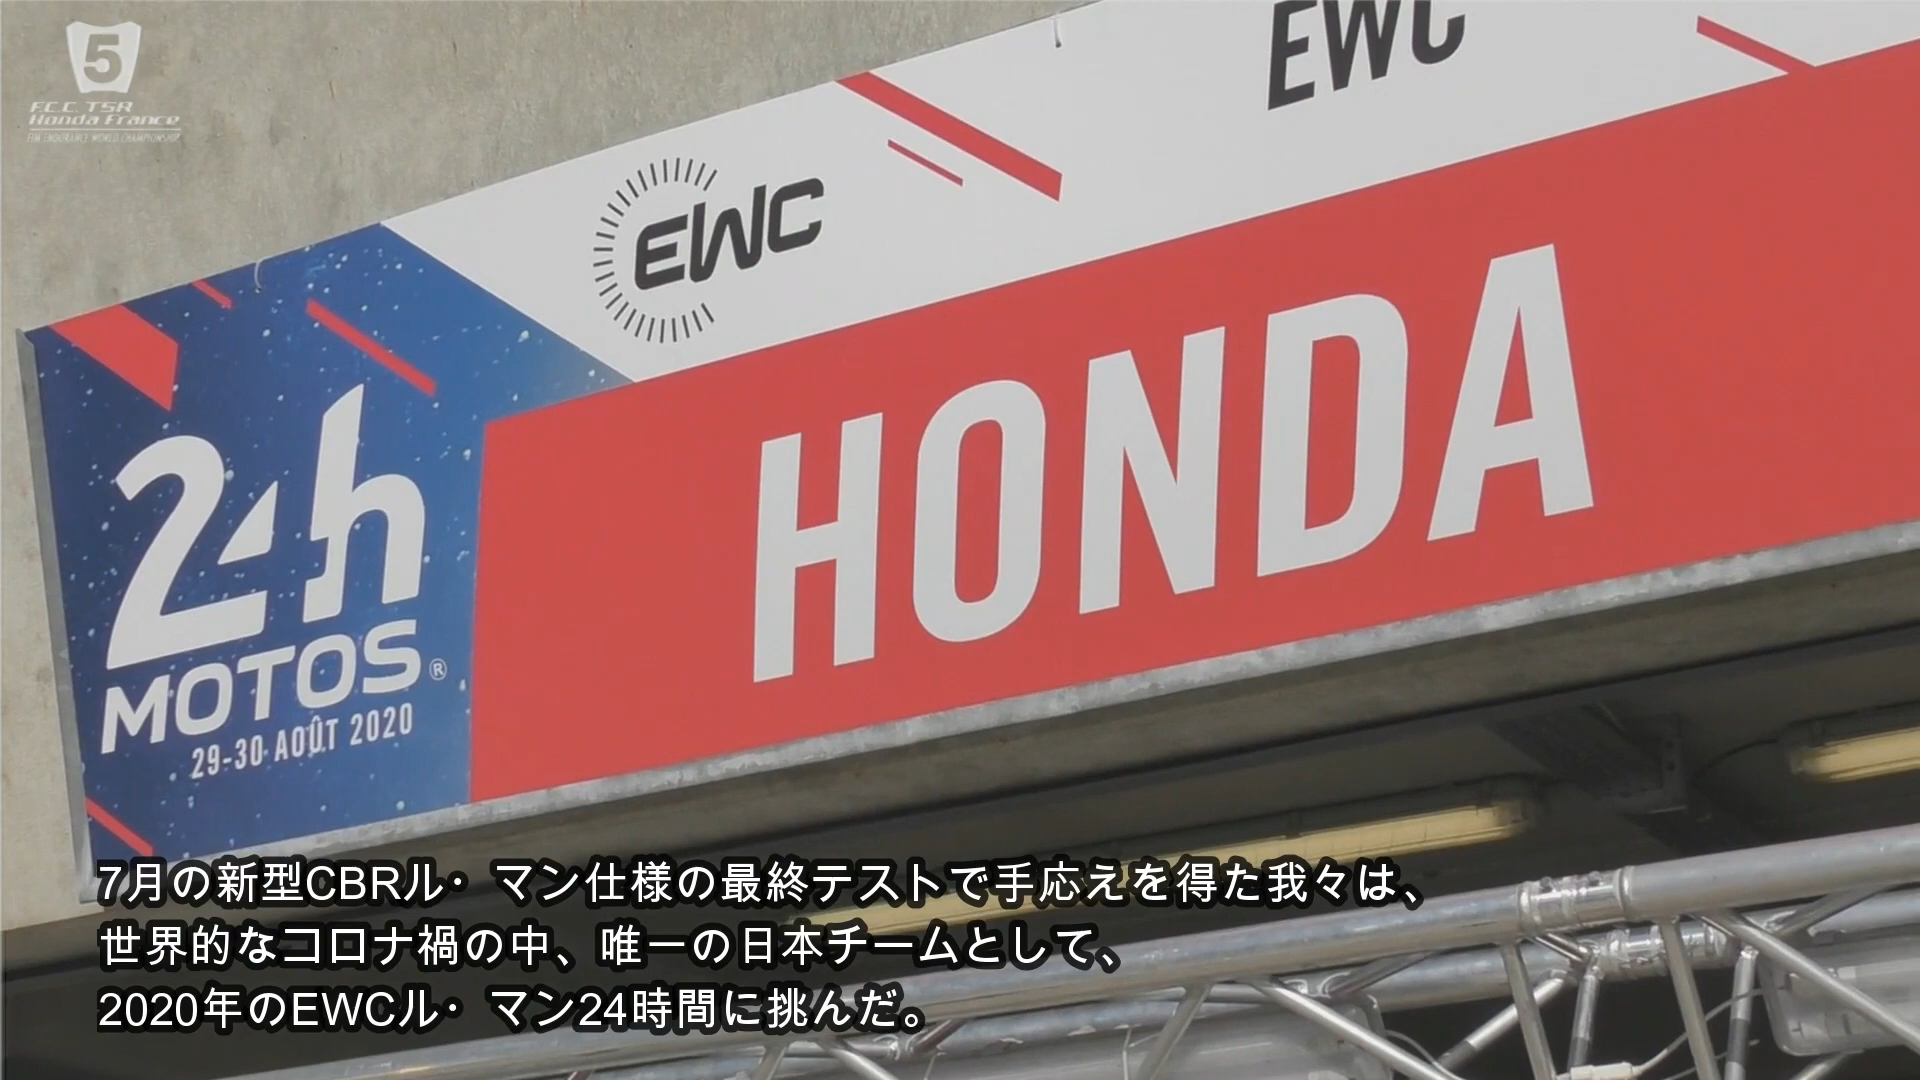 5
F.C.C. TSR
Honda France
FIM ENDURANCE WORLD CHAMPIONSHIP
EWC
EWC
HONDA
24h
MOTOS®
29-30 AOÛT 2020
7月の新型CBRル・マン仕様の最終テストで手応えを得た我々は、
世界的なコロナ禍の中、唯一の日本チームとして、
2020年のEWCル・マン24時間に挑んだ。